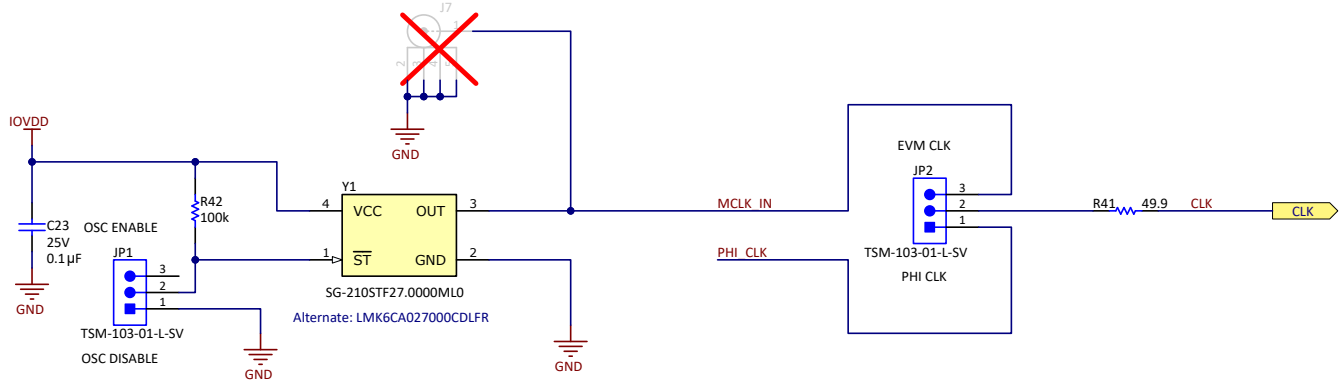 J7
1
2
3
4
5
GND
IOVDD
C23
25V
0.1µF
R42
100k
OSC ENABLE
JP1
3
2
1
TSM-103-01-L-SV
OSC DISABLE
GND
GND
Y1
4
VCC
OUT
3
1
ST
GND
2
SG-210STF27.0000ML0
Alternate: LMK6CA027000CDLFR
GND
MCLK_IN
PHI_CLK
EVM CLK
JP2
3
2
1
TSM-103-01-L-SV
PHI CLK
R41
49.9
CLK
CLK